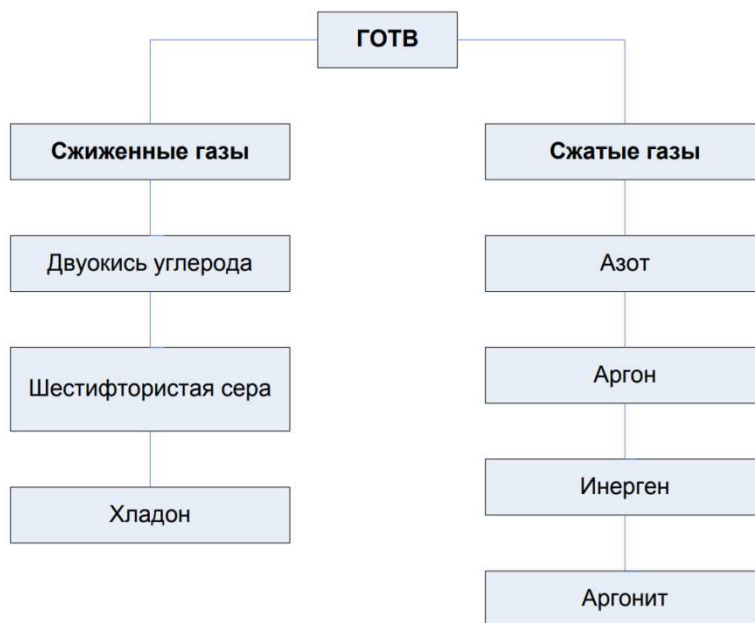 ГОТВ
Сжиженные газы
Двуокись углерода
Шестифтористая сера
Хладон
Сжатые газы
Азот
Аргон
Инерген
Аргонит